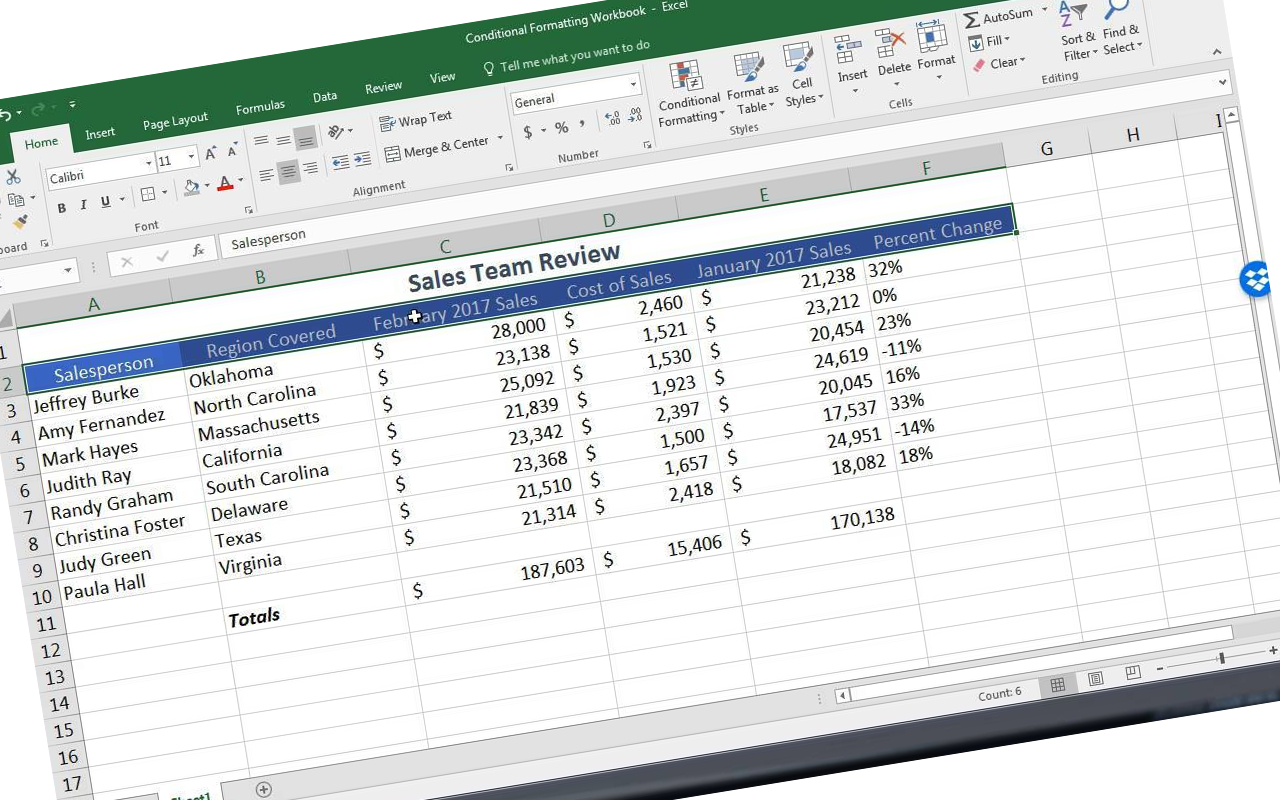 Conditional Formatting Workbook - Excel
Home Insert Page Layout Formulas Data Review View Tell me what you want to do
Calibri 11 Wrap Text General Conditional Formatting Format as Table Cell Styles Insert Delete Format AutoSum Fill Clear Sort & Filter Find & Select
B I U A Merge & Center $ % ,
Font Alignment Number Styles Cells Editing
fx Salesperson
A B C D E F G H I
1 Sales Team Review
2 Salesperson Region Covered February 2017 Sales Cost of Sales January 2017 Sales Percent Change
3 Jeffrey Burke Oklahoma $ 28,000 $ 2,460 $ 21,238 32%
4 Amy Fernandez North Carolina $ 23,138 $ 1,521 $ 23,212 0%
5 Mark Hayes Massachusetts $ 25,092 $ 1,530 $ 20,454 23%
6 Judith Ray California $ 21,839 $ 1,923 $ 24,619 -11%
7 Randy Graham South Carolina $ 23,342 $ 2,397 $ 20,045 16%
8 Christina Foster Delaware $ 23,368 $ 1,500 $ 17,537 33%
9 Judy Green Texas $ 21,510 $ 1,657 $ 24,951 -14%
10 Paula Hall Virginia $ 21,314 $ 2,418 $ 18,082 18%
11
12 Totals $ 187,603 $ 15,406 $ 170,138
13
14
15
16
17
Count: 6